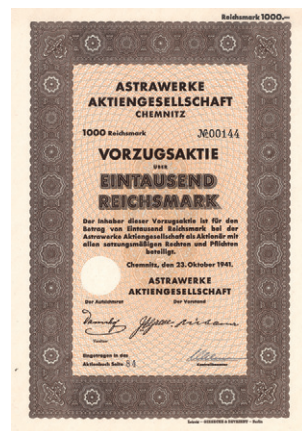 Reichsmark 1000.—
ASTRAWERKE
AKTIENGESELLSCHAFT
CHEMNITZ
1000 Reichsmark № 00144
VORZUGSAKTIE
ÜBER
EINTAUSEND
REICHSMARK
Der Inhaber dieser Vorzugsaktie ist für den
Betrag von Eintausend Reichsmark bei der
Astrawerke Aktiengesellschaft als Aktionär mit
allen satzungsmäßigen Rechten und Pflichten
beteiligt.
Chemnitz, den 23. Oktober 1941.
ASTRAWERKE
AKTIENGESELLSCHAFT
Der Aufsichtsrat Der Vorstand
Eingetragen in das
Aktienbuch Seite 84